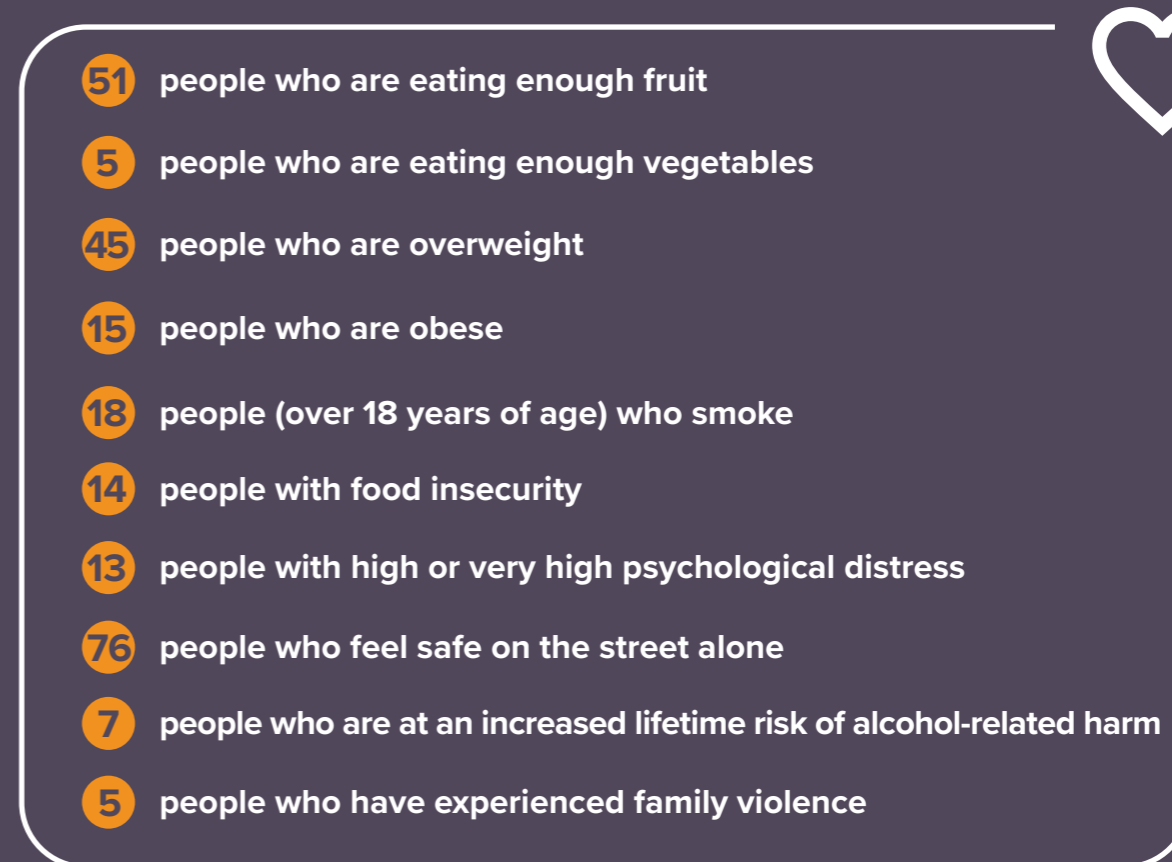 51 people who are eating enough fruit
5 people who are eating enough vegetables
45 people who are overweight
15 people who are obese
18 people (over 18 years of age) who smoke
14 people with food insecurity
13 people with high or very high psychological distress
76 people who feel safe on the street alone
7 people who are at an increased lifetime risk of alcohol-related harm
5 people who have experienced family violence